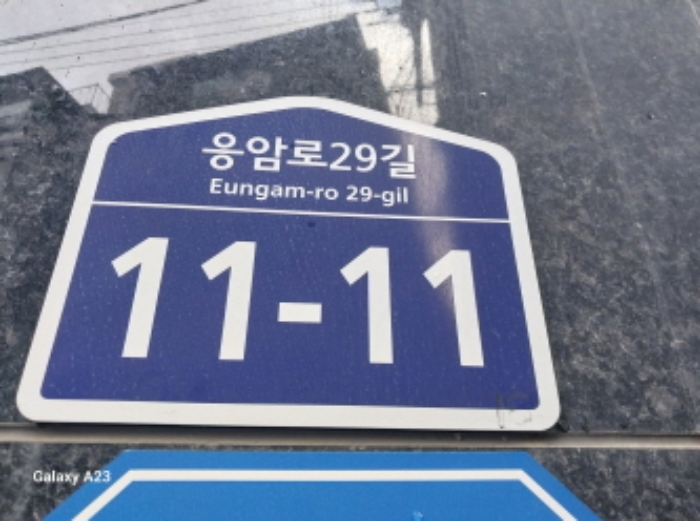 응암로29길
Eungam-ro 29-gil
11-11
Galaxy A23